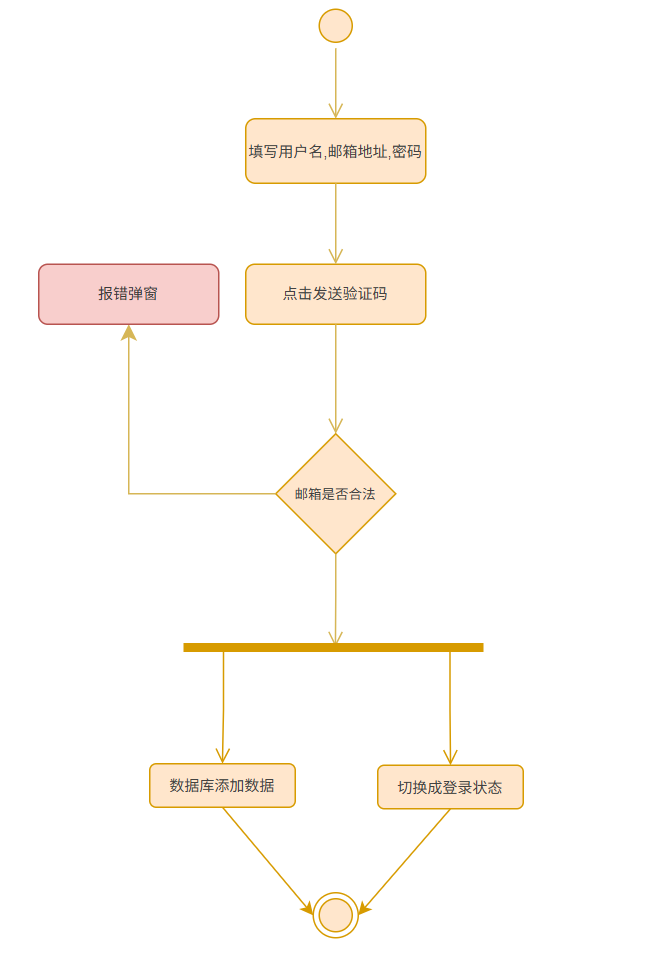 填写用户名,邮箱地址,密码
报错弹窗
点击发送验证码
邮箱是否合法
数据库添加数据
切换成登录状态